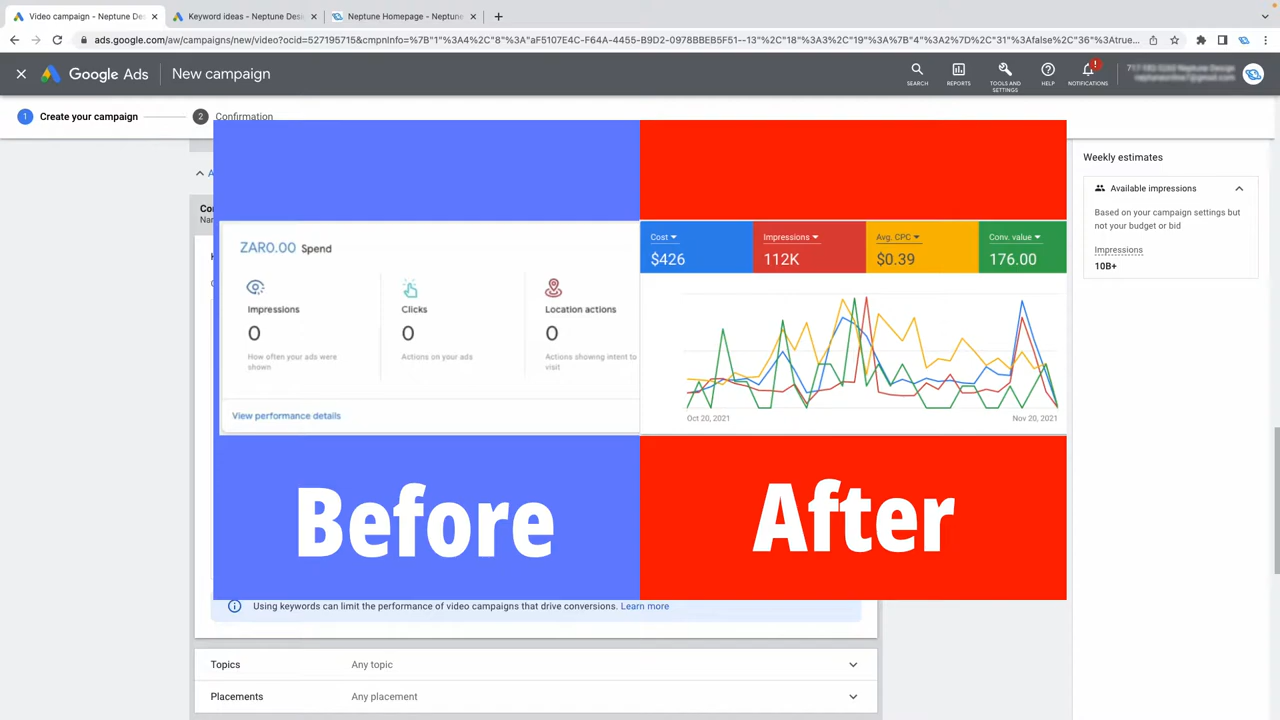 Video campaign - Neptune Des
Keyword ideas - Neptune Desi
Neptune Homepage - Neptune
ads.google.com/aw/campaigns/new/video?ocid=527195715&cmpnInfo=%7B"1"%3A4%2C"8"%3A"aF5107E4C-F64A-4455-B9D2-0978BBEB5F51--13"%2C"18"%3A3%2C"19"%3A%7B"4"%3A2%7D%2C"31"%3Afalse%2C"36"%3Atrue...
Google Ads
New campaign
SEARCH
REPORTS
TOOLS AND
SETTINGS
HELP
!
NOTIFICATIONS
1 Create your campaign
2 Confirmation
Weekly estimates
Available impressions
Based on your campaign settings but
not your budget or bid
Impressions
10B+
ZAR0.00 Spend
Impressions
0
How often your ads were
shown
Clicks
0
Actions on your ads
Location actions
0
Actions showing intent to
visit
View performance details
Cost
$426
Impressions
112K
Avg. CPC
$0.39
Conv. value
176.00
Oct 20, 2021
Nov 20, 2021
Before
After
Using keywords can limit the performance of video campaigns that drive conversions. Learn more
Topics
Any topic
Placements
Any placement